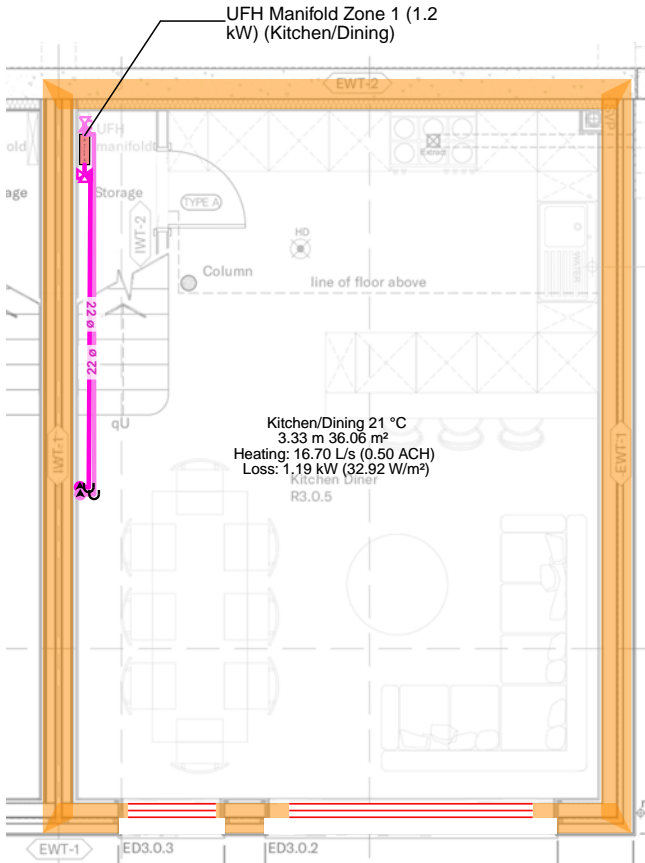 UFH Manifold Zone 1 (1.2
kW) (Kitchen/Dining)
EWT-2
UFH
manifold
old
SVP
Extract
age
Storage
TYPE A
IWT-2
HD
Column
line of floor above
WATER
22 ø
ø 22
qU
Kitchen/Dining 21 °C
3.33 m 36.06 m²
Heating: 16.70 L/s (0.50 ACH)
Loss: 1.19 kW (32.92 W/m²)
Kitchen Diner
R3.0.5
IWT-1
EWT-1
EWT-1
ED3.0.3
ED3.0.2